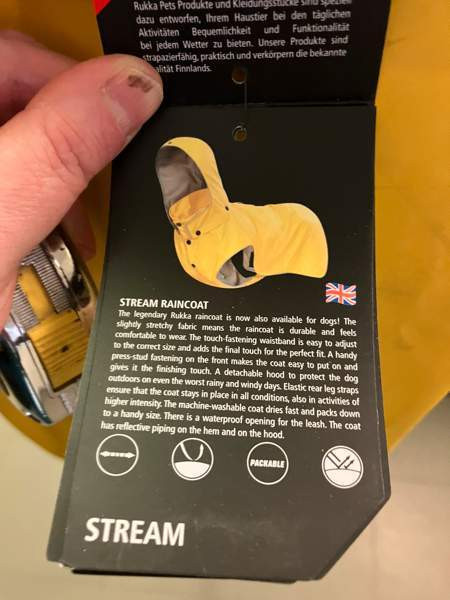 Rukka Pets Produkte und Kleidungsstücke sind speziell
dazu entworfen, Ihrem Haustier bei den täglichen
Aktivitäten Bequemlichkeit und Funktionalität
bei jedem Wetter zu bieten. Unsere Produkte sind
strapazierfähig, praktisch und verkörpern die bekannte
Qualität Finnlands.
STREAM RAINCOAT
The legendary Rukka raincoat is now also available for dogs! The
slightly stretchy fabric means the raincoat is durable and feels
comfortable to wear. The touch-fastening waistband is easy to adjust
to the correct size and adds the final touch for the perfect fit. A handy
press-stud fastening on the front makes the coat easy to put on and
gives it the finishing touch. A detachable hood to protect the dog
outdoors on even the worst rainy and windy days. Elastic rear leg straps
ensure that the coat stays in place in all conditions, also in activities of
higher intensity. The machine-washable coat dries fast and packs down
to a handy size. There is a waterproof opening for the leash. The coat
has reflective piping on the hem and on the hood.
PACKABLE
STREAM